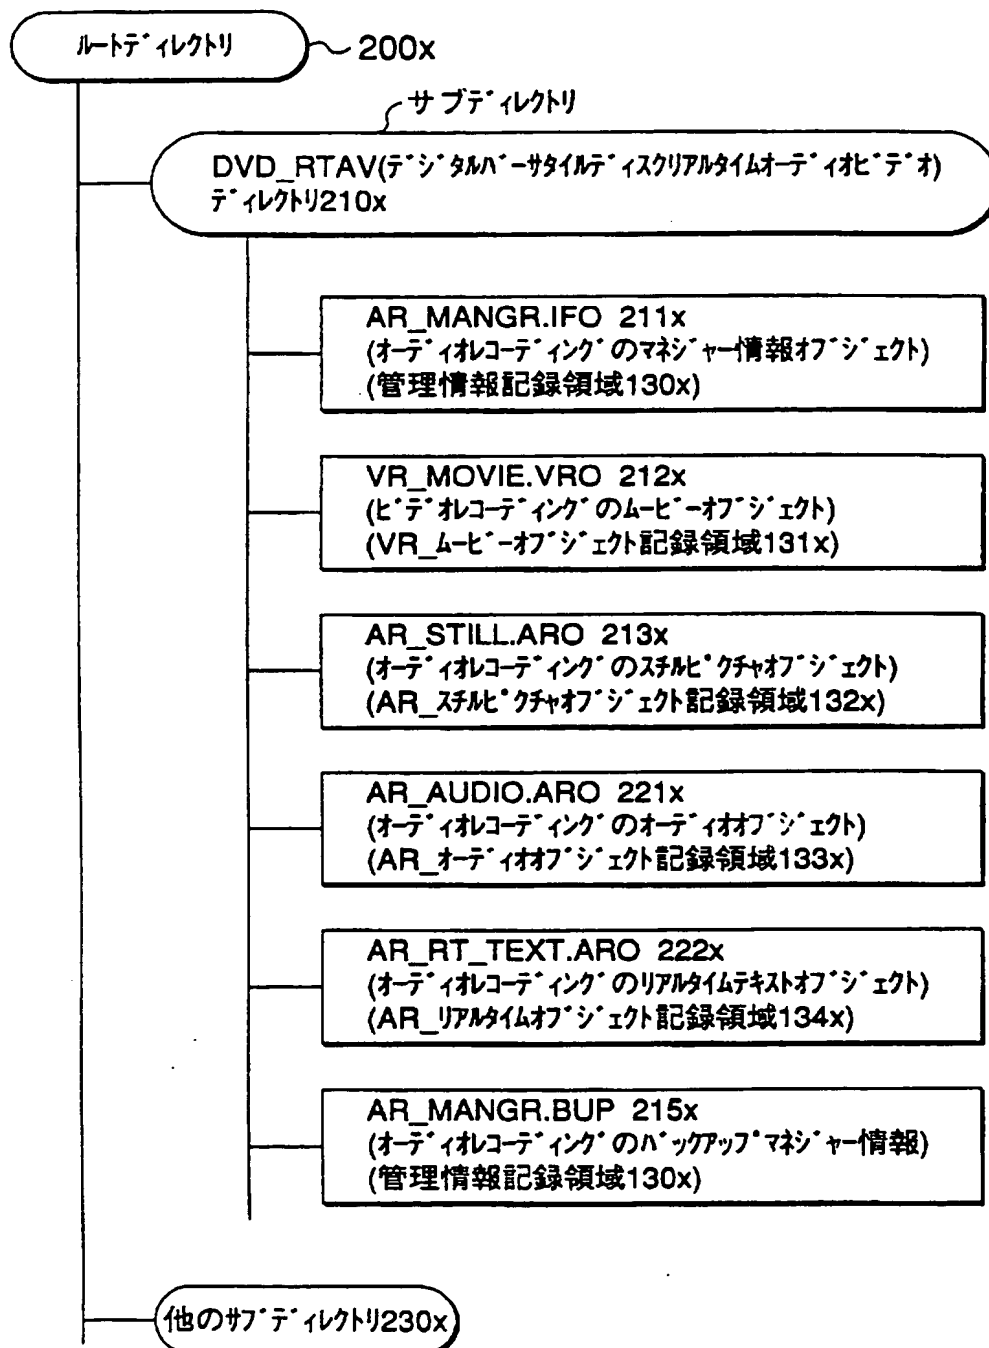 ルートディレクトリ
200x
サブディレクトリ
DVD_RTAV(デジタルバーサタイルディスクリアルタイムオーディオビデオ)
ディレクトリ210x
AR_MANGR.IFO 211x
(オーディオレコーディングのマネジャー情報オブジェクト)
(管理情報記録領域130x)
VR_MOVIE.VRO 212x
(ビデオレコーディングのムービーオブジェクト)
(VR_ムービーオブジェクト記録領域131x)
AR_STILL.ARO 213x
(オーディオレコーディングのスチルピクチャオブジェクト)
(AR_スチルピクチャオブジェクト記録領域132x)
AR_AUDIO.ARO 221x
(オーディオレコーディングのオーディオオブジェクト)
(AR_オーディオオブジェクト記録領域133x)
AR_RT_TEXT.ARO 222x
(オーディオレコーディングのリアルタイムテキストオブジェクト)
(AR_リアルタイムオブジェクト記録領域134x)
AR_MANGR.BUP 215x
(オーディオレコーディングのバックアップマネジャー情報)
(管理情報記録領域130x)
他のサブディレクトリ230x